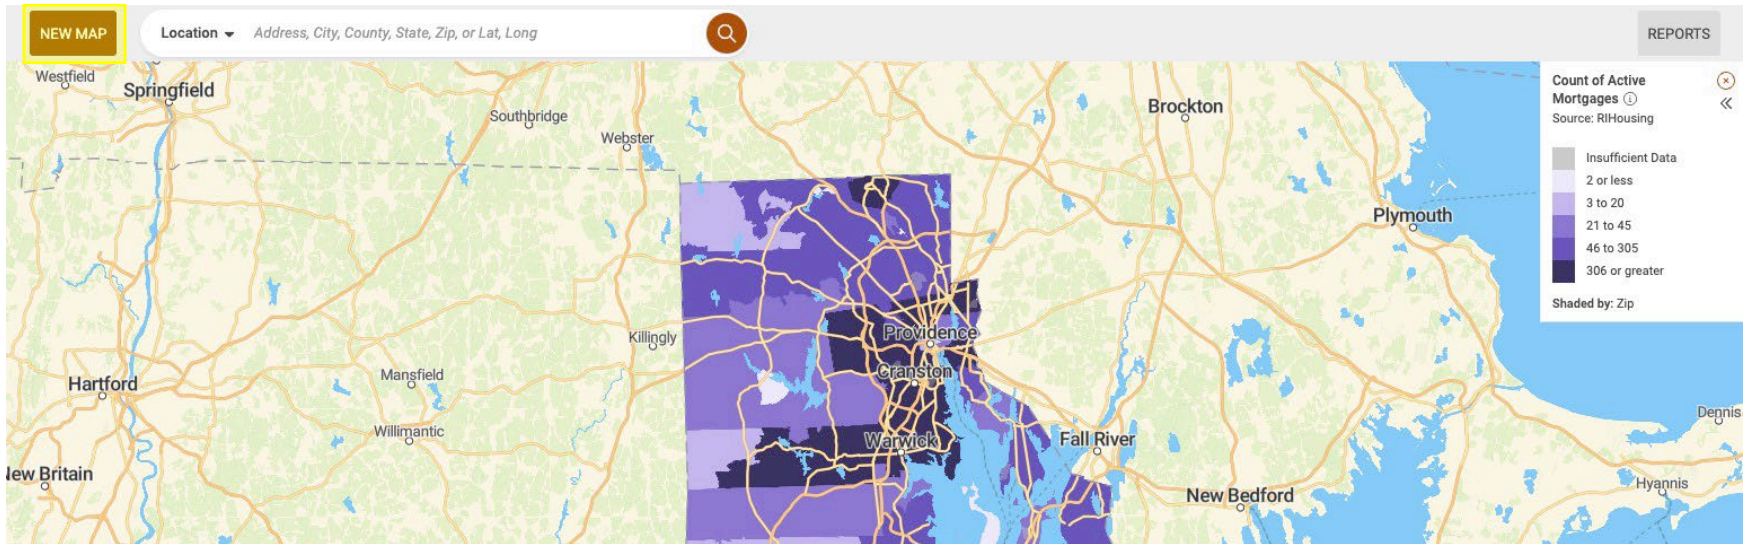 NEW MAP
Location
Address, City, County, State, Zip, or Lat, Long
REPORTS
Count of Active
Mortgages
Source: RIHousing
Insufficient Data
2 or less
3 to 20
21 to 45
46 to 305
306 or greater
Shaded by: Zip
Westfield
Springfield
Southbridge
Webster
Brockton
Plymouth
Killingly
Providence
Mansfield
Cranston
Hartford
Dennis
Willimantic
Warwick
Fall River
New Britain
New Bedford
Hyannis